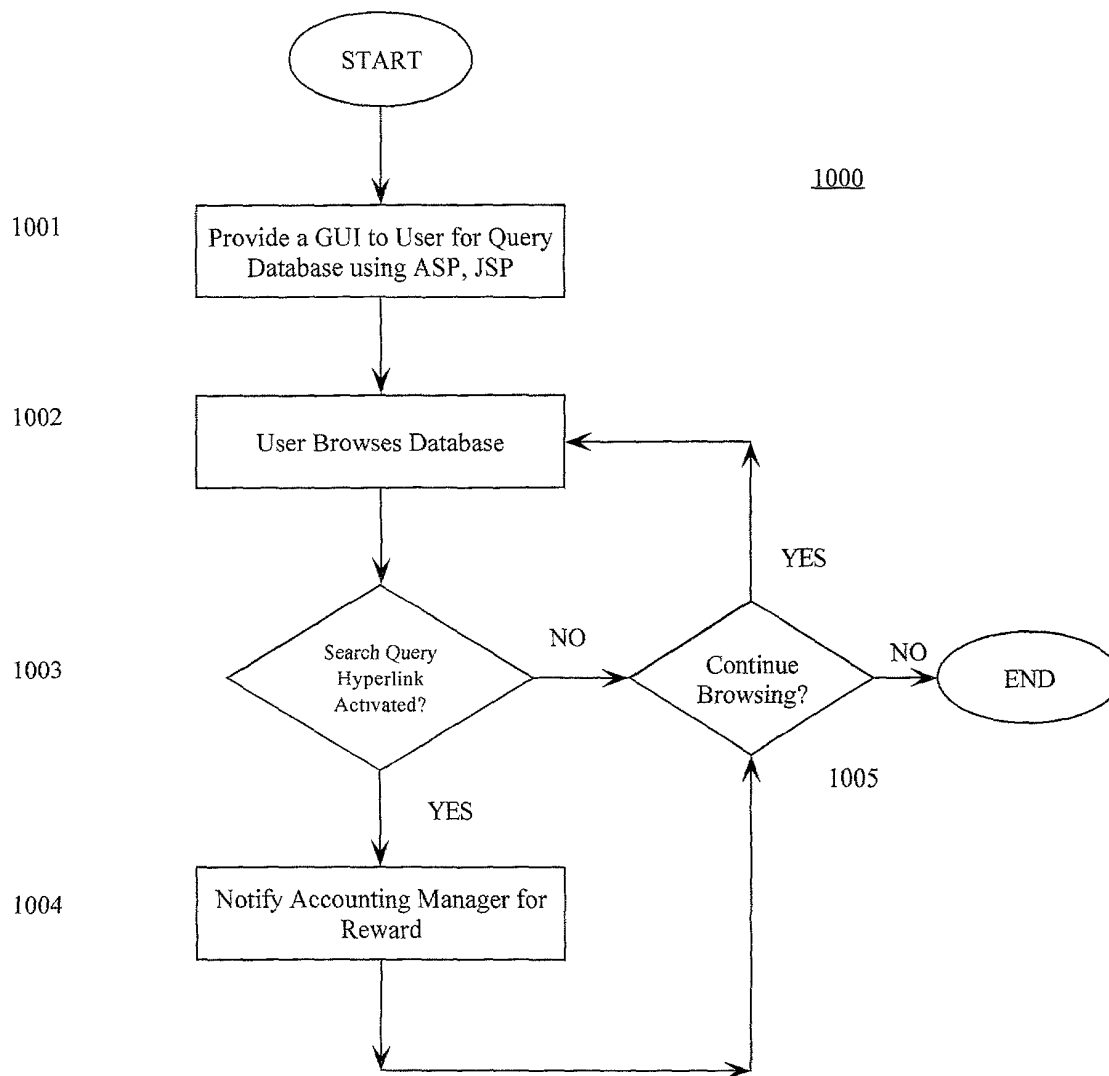 START
1000
1001
Provide a GUI to User for Query
Database using ASP, JSP
1002
User Browses Database
YES
1003
Search Query
Hyperlink
Activated?
NO
Continue
Browsing?
NO
END
1005
YES
1004
Notify Accounting Manager for
Reward